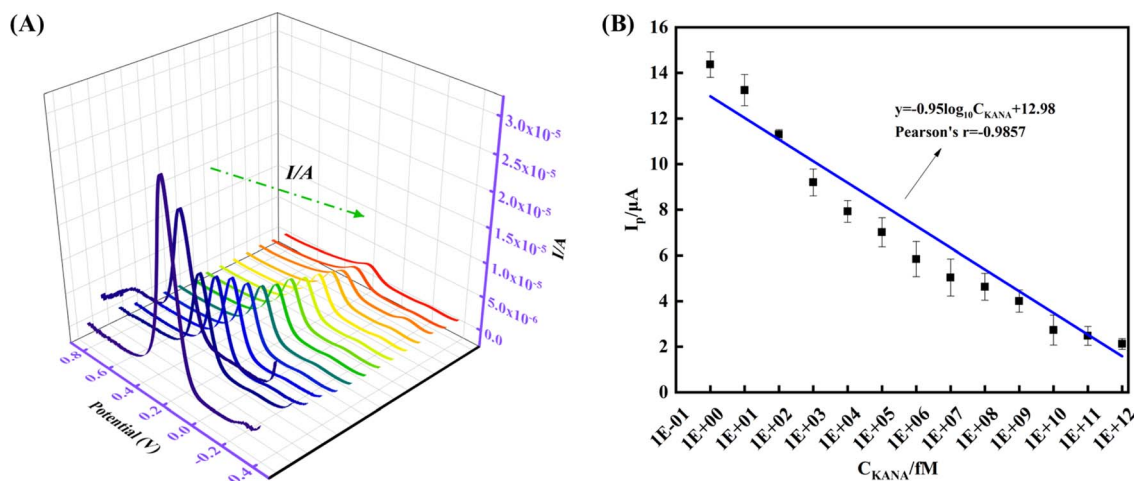 (A)
3.0x10-5
2.5x10-5
2.0x10-5
1.5x10-5
1.0x10-5
5.0x10-6
0.0
I/A
I/A
0.8
0.6
0.4
0.2
0.0
-0.2
0.4
Potential (V)
(B)
16
14
12
10
8
6
4
2
0
Ip/μA
y=-0.95log10CKANA+12.98
Pearson's r=-0.9857
1E-01
1E+00
1E+01
1E+02
1E+03
1E+04
1E+05
1E+06
1E+07
1E+08
1E+09
1E+10
1E+11
1E+12
CKANA/fM